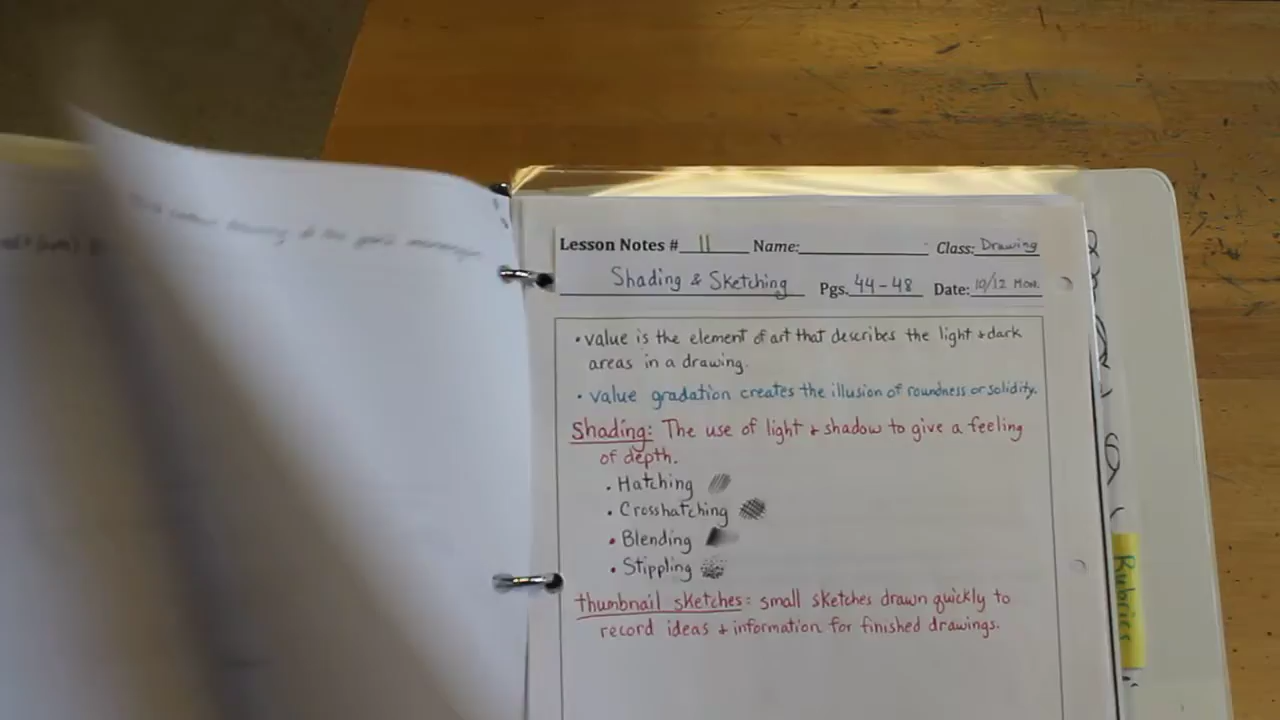 Lesson Notes # 11 Name: Class: Drawing
Shading & Sketching Pgs. 44-48 Date: 10/12 Mon.
• value is the element of art that describes the light & dark
areas in a drawing.
• value gradation creates the illusion of roundness or solidity.
Shading: The use of light & shadow to give a feeling
of depth.
• Hatching
• Crosshatching
• Blending
• Stippling
thumbnail sketches: small sketches drawn quickly to
record ideas & information for finished drawings.
Rubrics